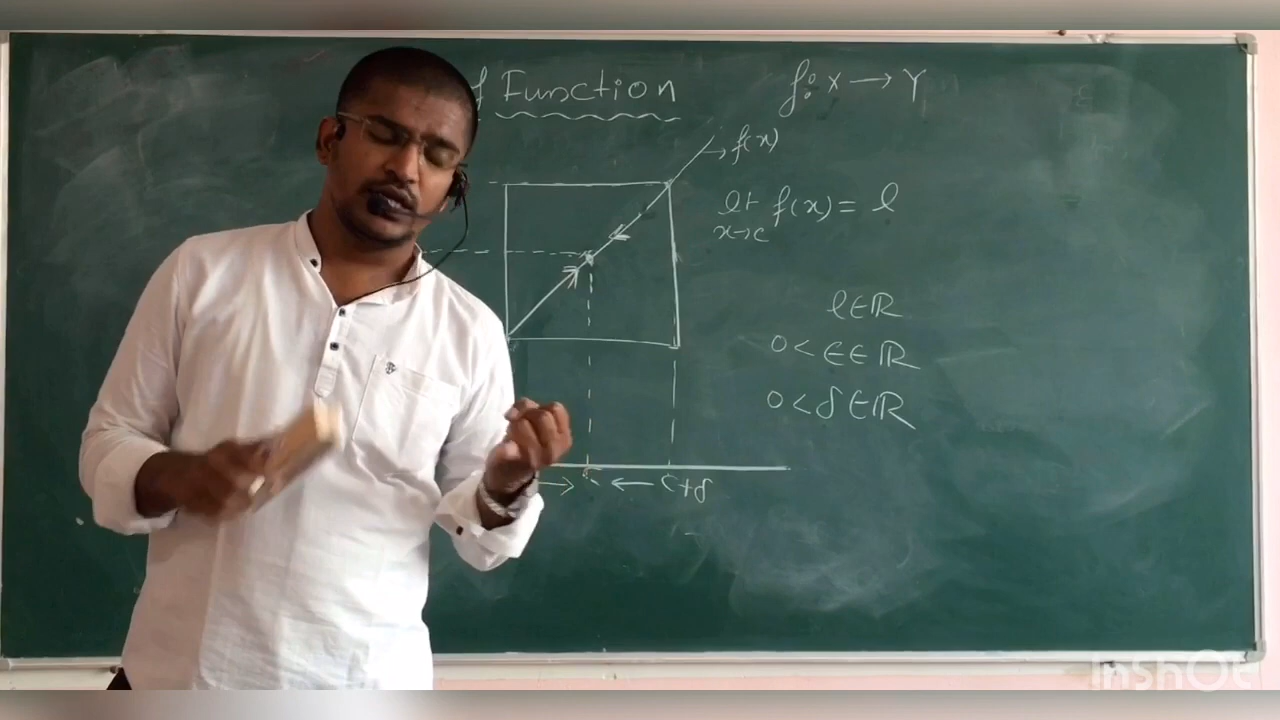 f Function
f: X → Y
→ f(x)
lt f(x) = l
x→c
l∈ℝ
0 < ϵ ∈ ℝ
0 < δ ∈ ℝ
→ c ← c+δ
InShOt